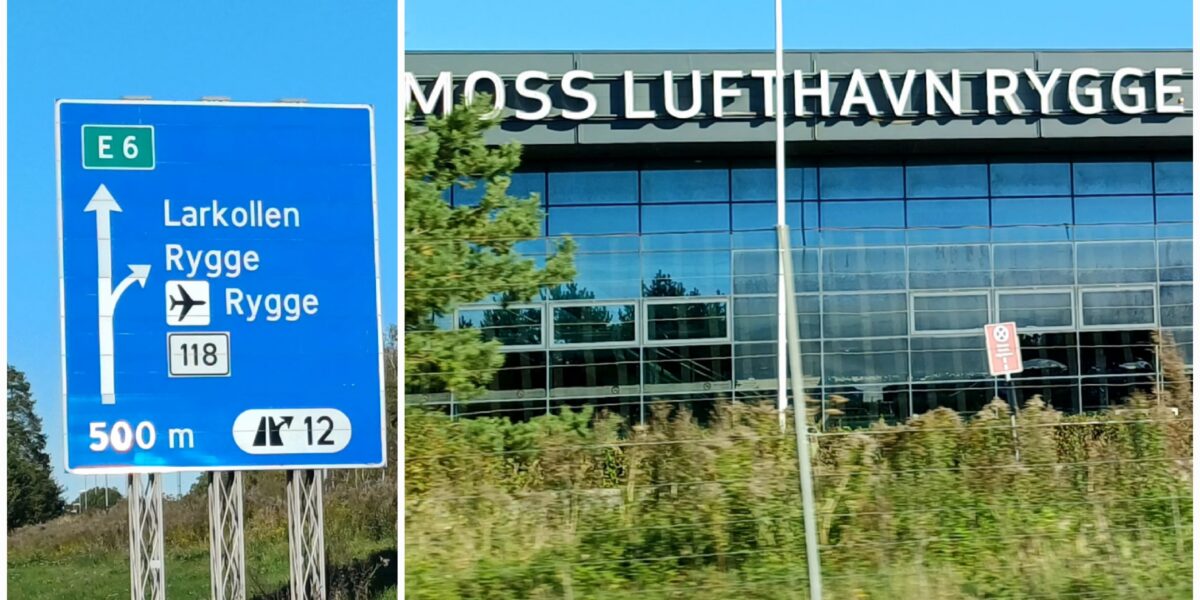 E 6
Larkollen
Rygge
Rygge
118
500 m
12
MOSS LUFTHAVN RYGGE